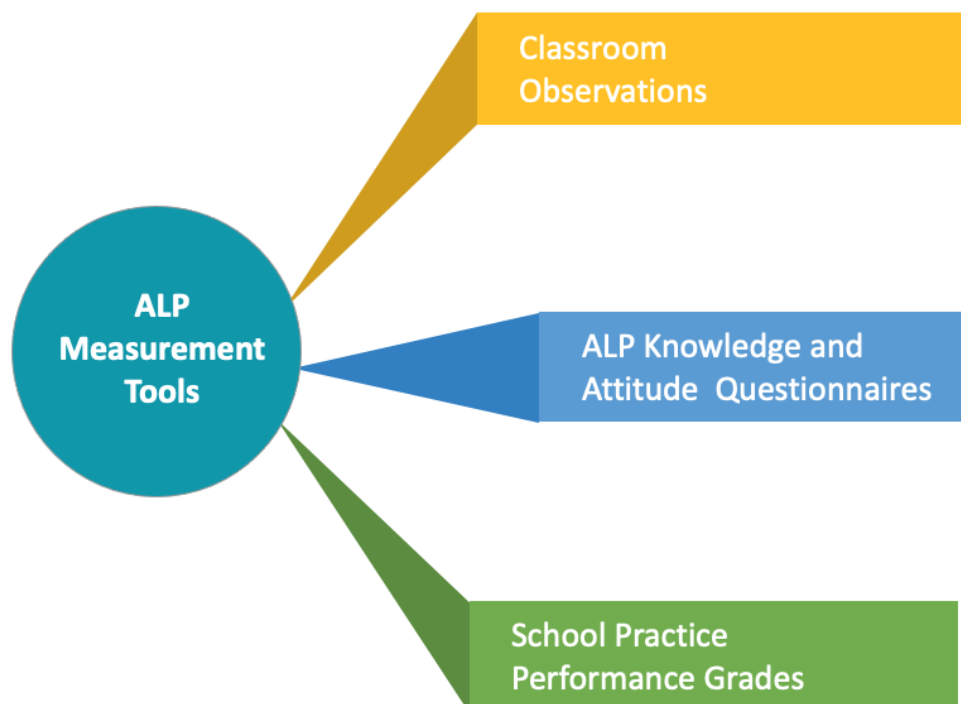 Classroom
Observations
ALP
Measurement
Tools
ALP Knowledge and
Attitude  Questionnaires
School Practice
Performance Grades